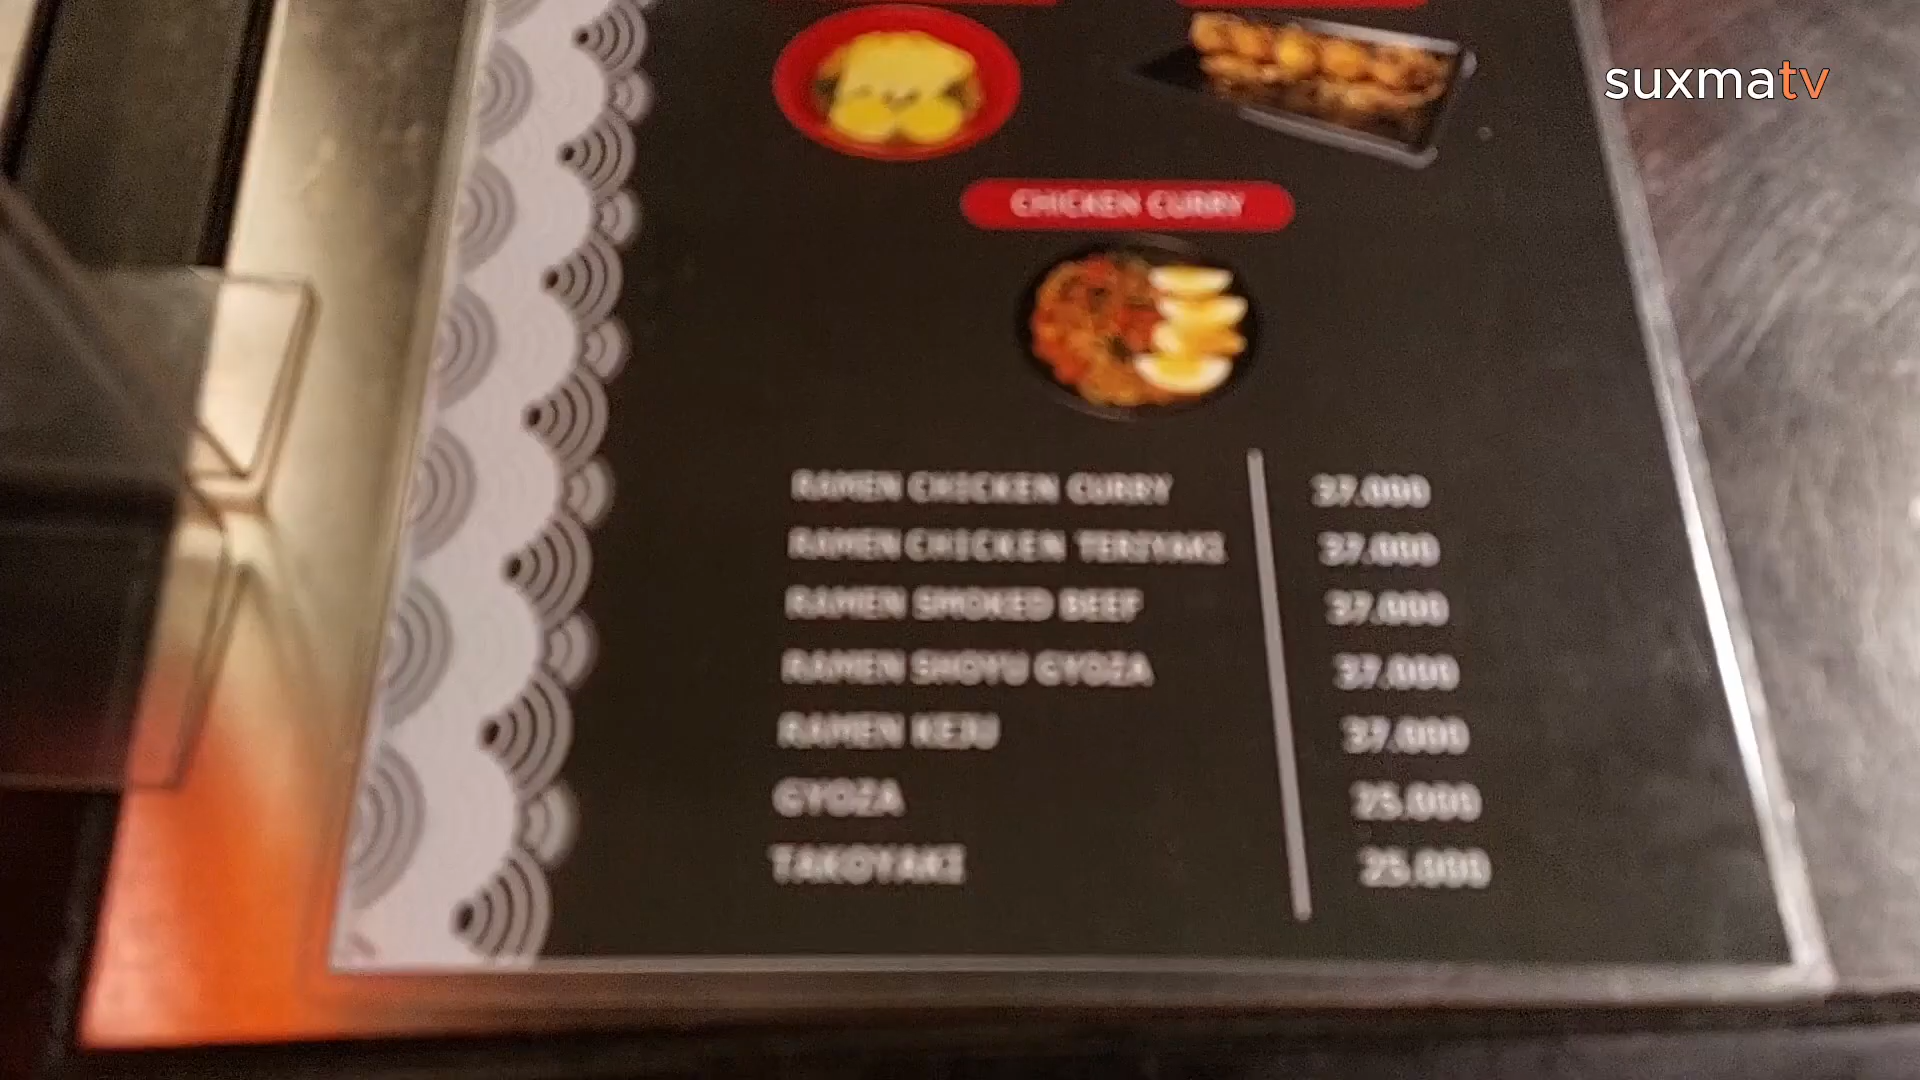 suxmatv
CHICKEN CURRY
RAMEN CHICKEN CURRY 37.000
RAMEN CHICKEN TERIYAKI 37.000
RAMEN SMOKED BEEF 37.000
RAMEN SHOYU GYOZA 37.000
RAMEN KEJU 37.000
GYOZA 25.000
TAKOYAKI 25.000